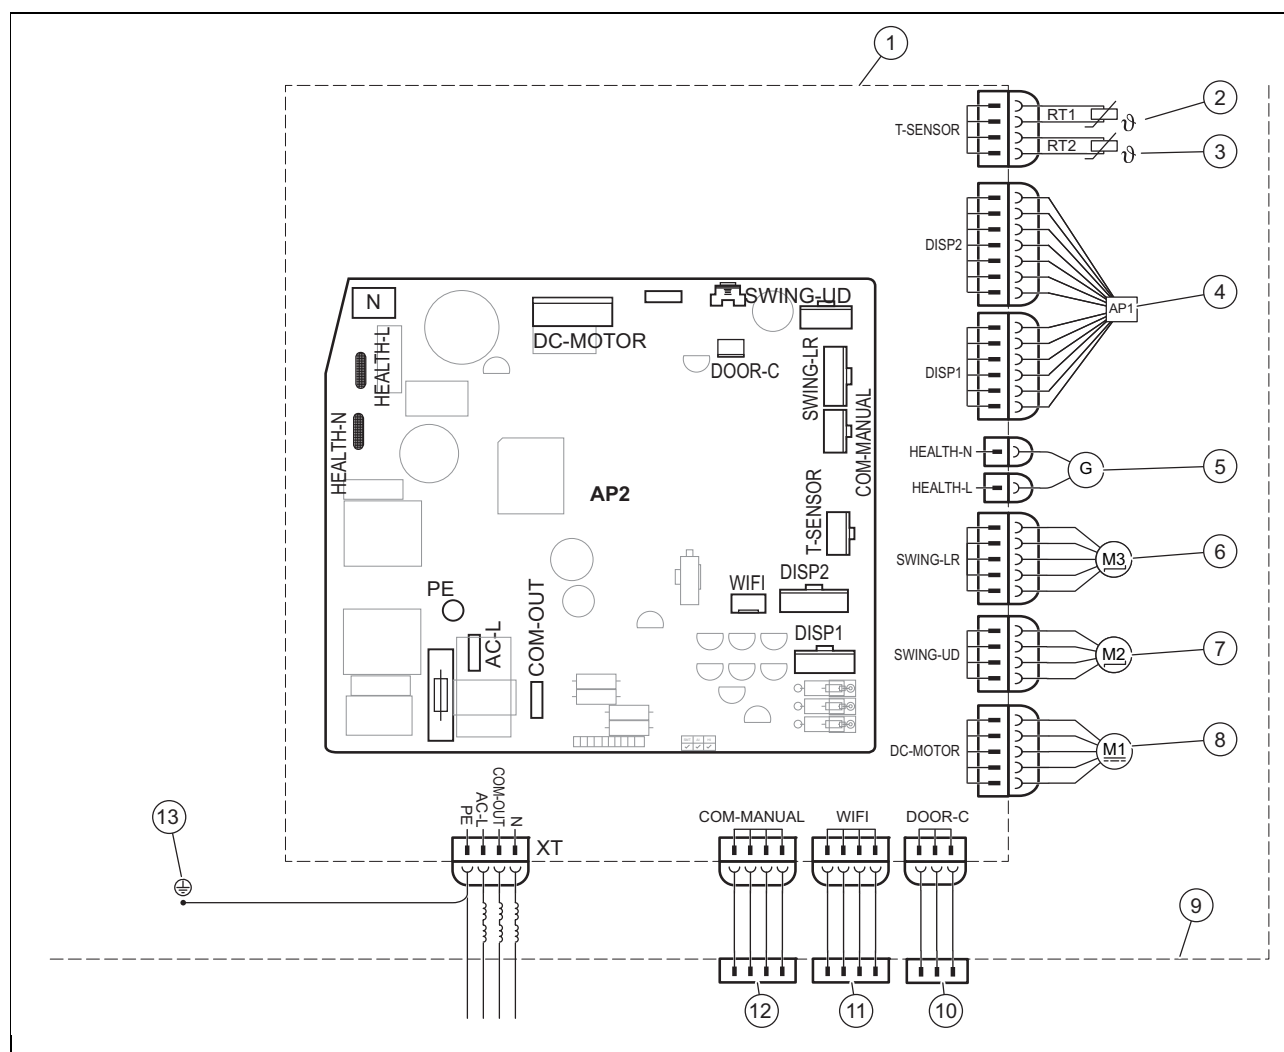 1
2
T-SENSOR
RT1
ϑ
RT2
ϑ
3
DISP2
4
AP1
DISP1
N
SWING-UD
DC-MOTOR
HEALTH-L
DOOR-C
SWING-LR
HEALTH-N
COM-MANUAL
HEALTH-N
G
5
HEALTH-L
AP2
T-SENSOR
SWING-LR
M3
6
PE
WIFI
DISP2
AC-L
COM-OUT
DISP1
SWING-UD
M2
7
DC-MOTOR
M1
8
PE
AC-L
COM-OUT
N
XT
COM-MANUAL
WIFI
DOOR-C
13
9
12
11
10